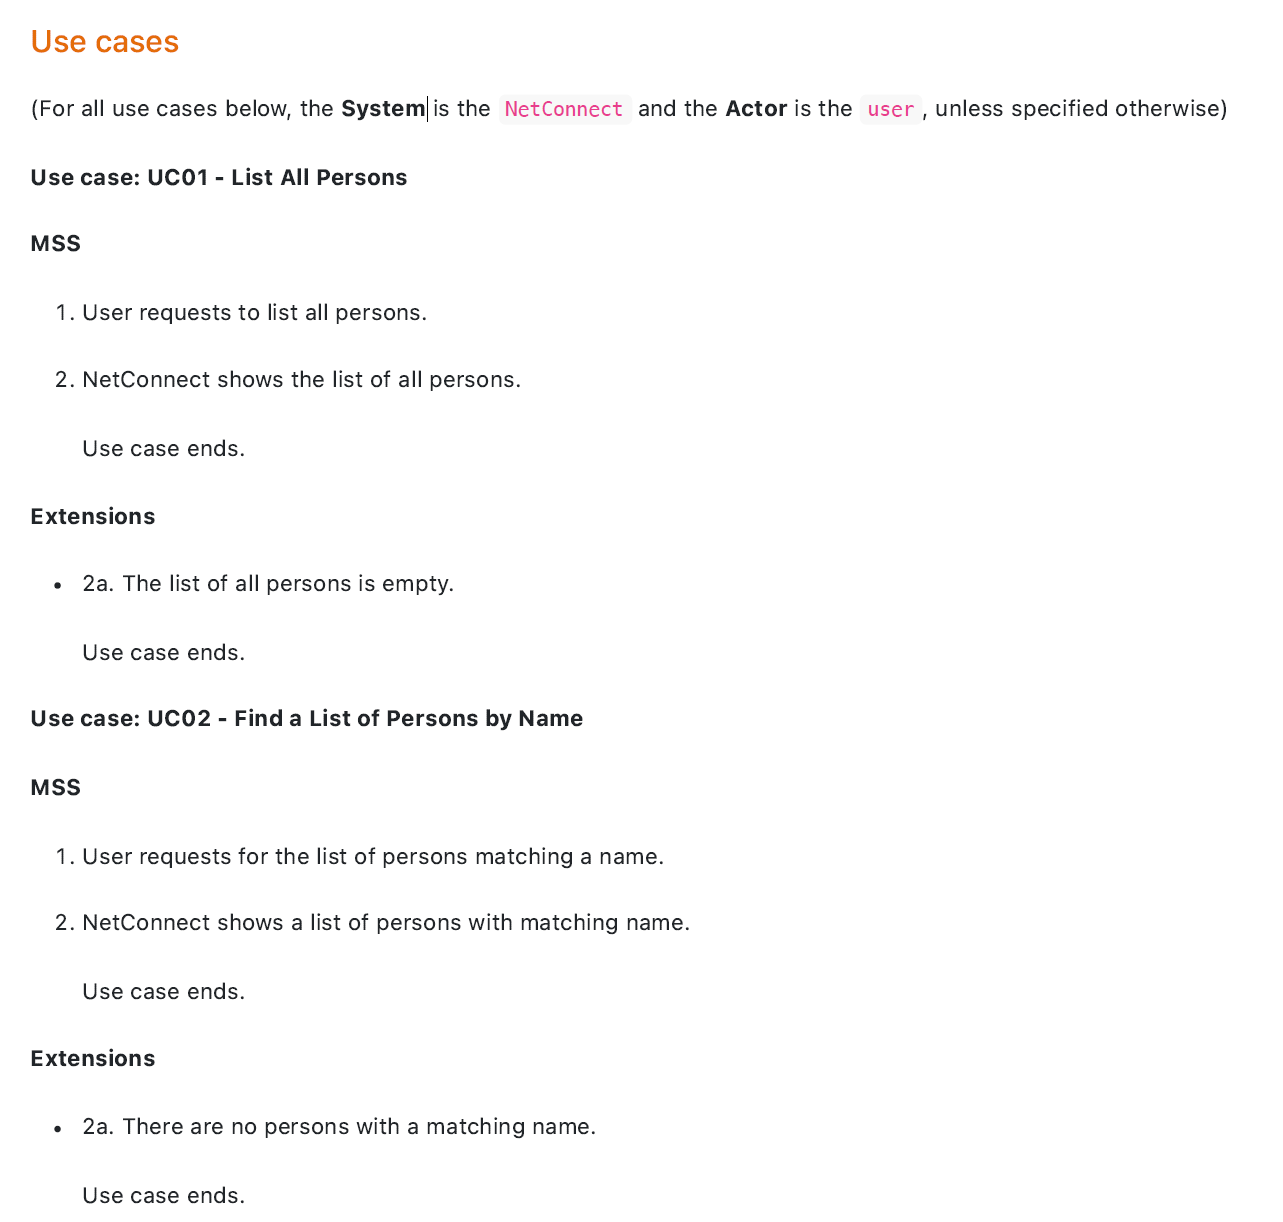 Use cases
(For all use cases below, the System is the NetConnect and the Actor is the user, unless specified otherwise)
Use case: UC01 - List All Persons
MSS
1. User requests to list all persons.
2. NetConnect shows the list of all persons.
Use case ends.
Extensions
• 2a. The list of all persons is empty.
Use case ends.
Use case: UC02 - Find a List of Persons by Name
MSS
1. User requests for the list of persons matching a name.
2. NetConnect shows a list of persons with matching name.
Use case ends.
Extensions
• 2a. There are no persons with a matching name.
Use case ends.